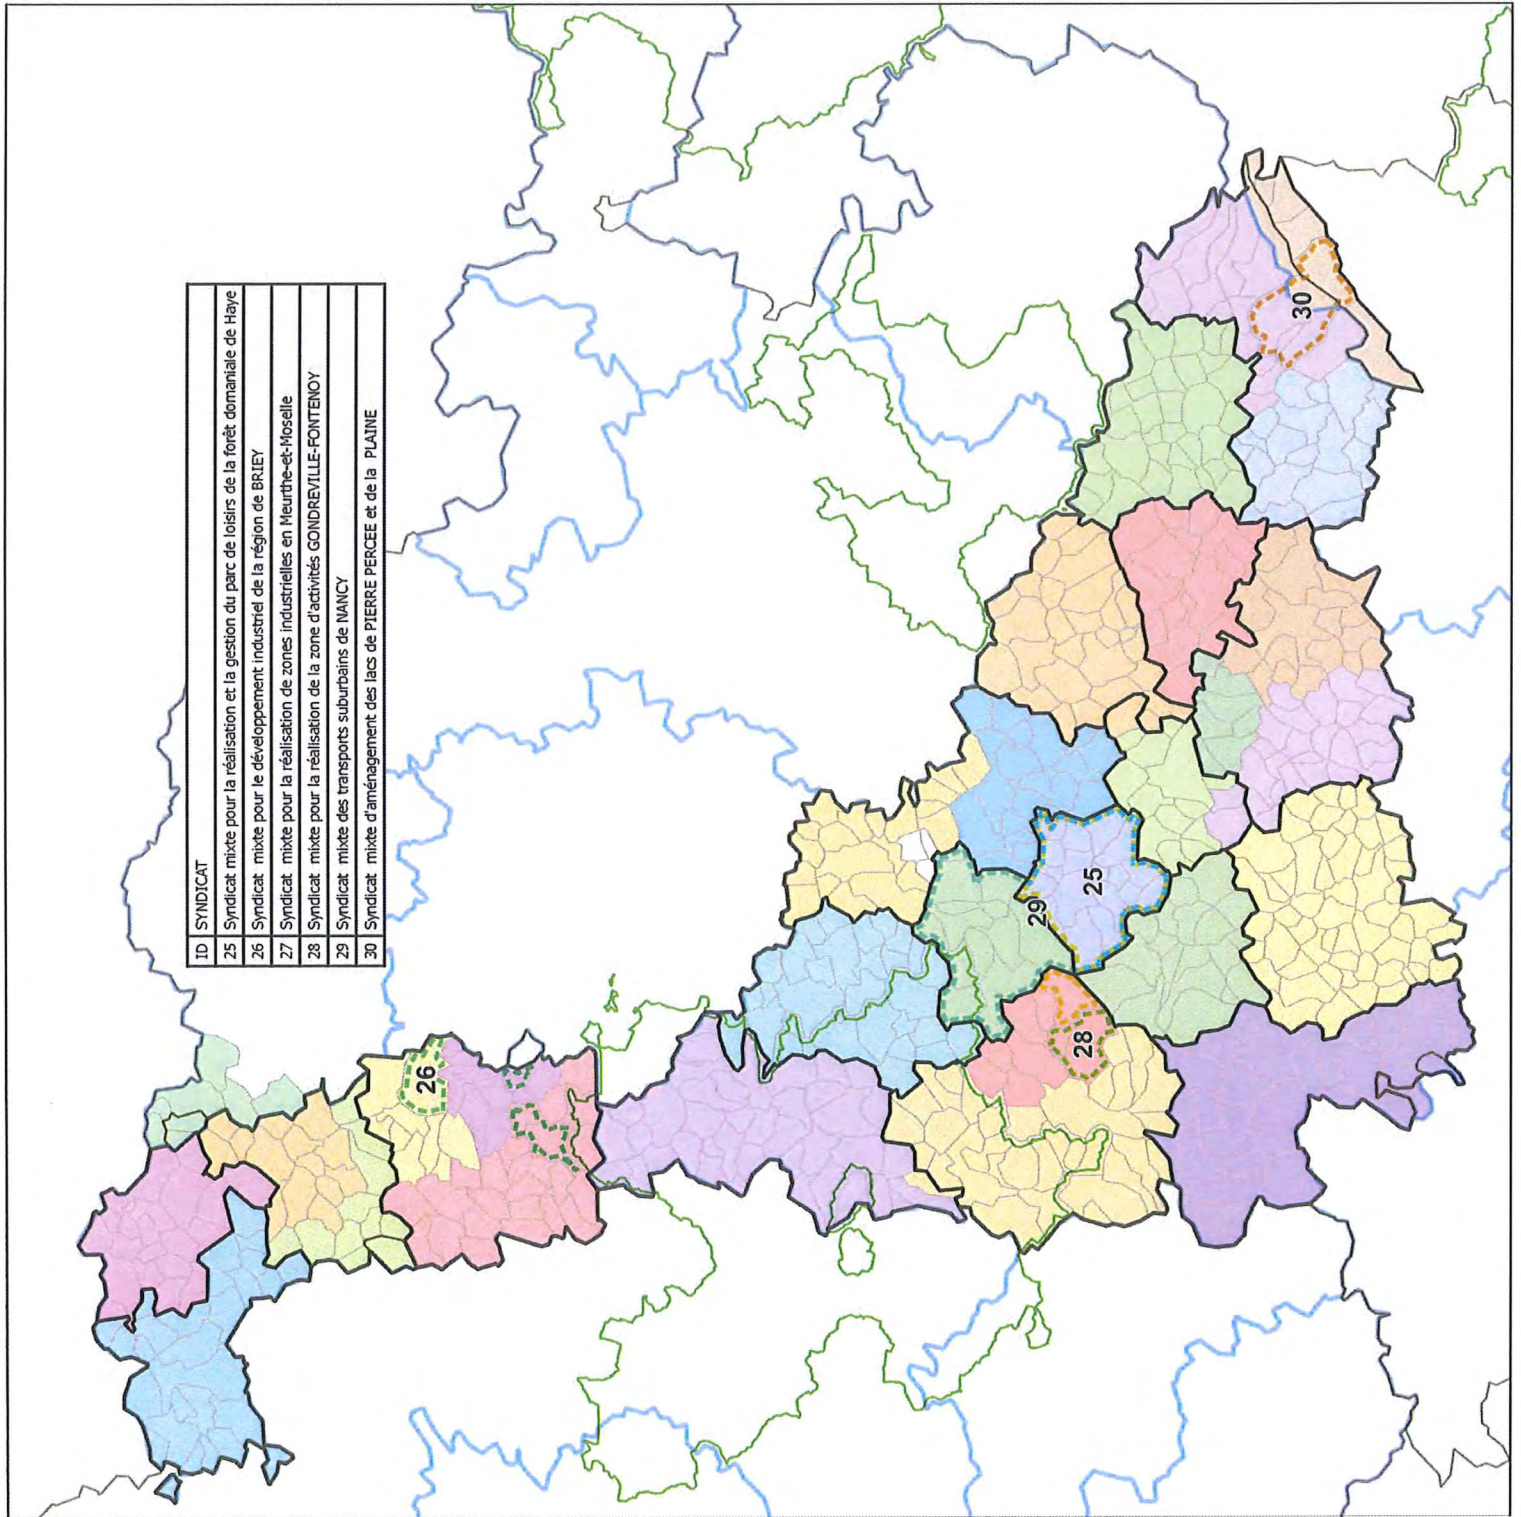 ID SYNDICAT
25 Syndicat mixte pour la réalisation et la gestion du parc de loisirs de la forêt domaniale de Haye
26 Syndicat mixte pour le développement industriel de la région de BRIEY
27 Syndicat mixte pour la réalisation de zones industrielles en Meurthe-et-Moselle
28 Syndicat mixte pour la réalisation de la zone d'activités GONDREVILLE-FONTENOY
29 Syndicat mixte des transports suburbains de NANCY
30 Syndicat mixte d'aménagement des lacs de PIERRE PERCEE et de la PLAINE
26
28
29
25
30